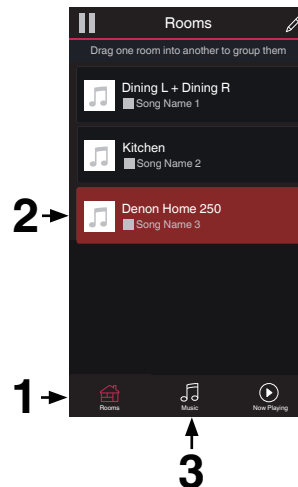 Rooms
Drag one room into another to group them
Dining L + Dining R
Song Name 1
Kitchen
Song Name 2
2
Denon Home 250
Song Name 3
1
Rooms
Music
Now Playing
3